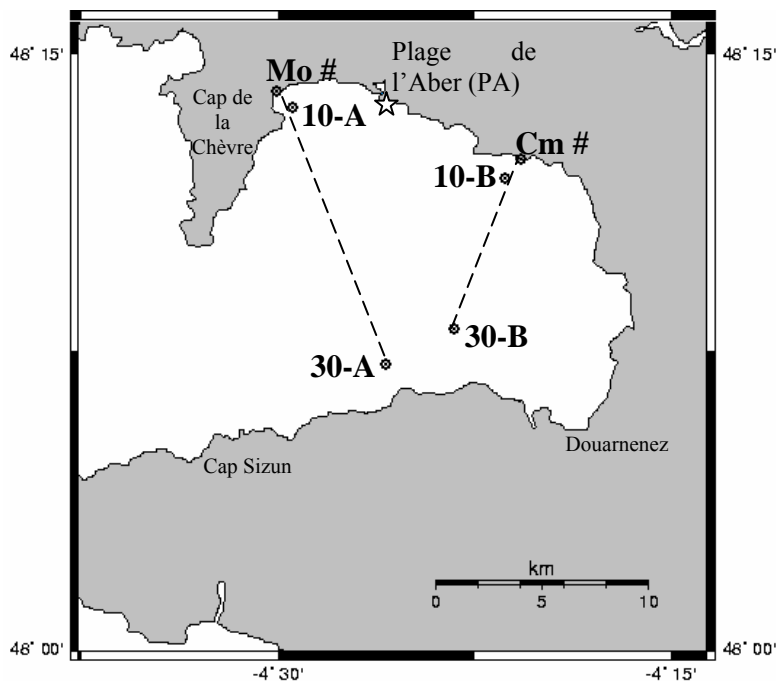 Plage de
48° 15'
48° 15'
Mo #
l'Aber (PA)
Cap de
la
Chèvre
10-A
Cm #
10-B
30-B
30-A
Douarnenez
Cap Sizun
km
0 5 10
48° 00'
48° 00'
-4° 30'
-4° 15'